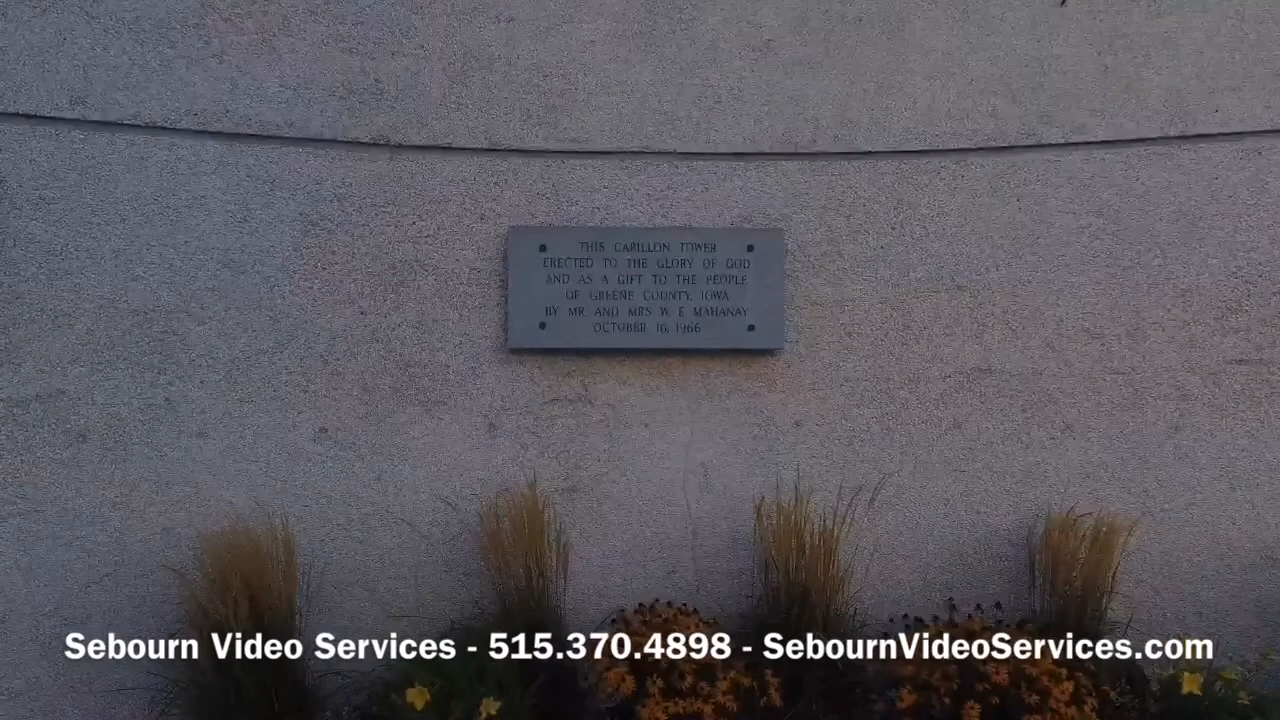 THIS CARILLON TOWER
ERECTED TO THE GLORY OF GOD
AND AS A GIFT TO THE PEOPLE
OF GREENE COUNTY, IOWA
BY MR. AND MRS W. F. MAHANAY
OCTOBER 16, 1966
Sebourn Video Services - 515.370.4898 - SebournVideoServices.com